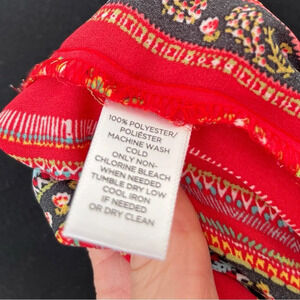 100% POLYESTER/
POLIÉSTER
MACHINE WASH
COLD
ONLY NON-
CHLORINE BLEACH
WHEN NEEDED
TUMBLE DRY LOW
COOL IRON
IF NEEDED
OR DRY CLEAN